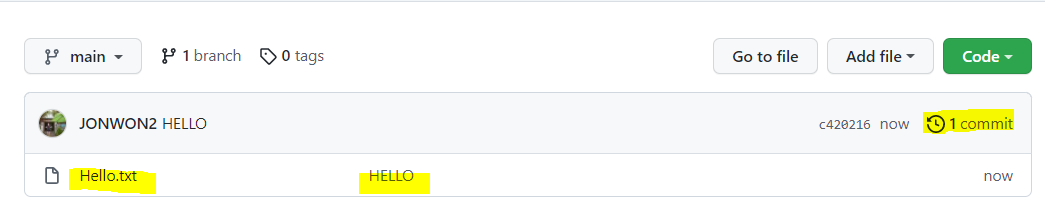 main 1 branch 0 tags Go to file Add file Code
JONWON2 HELLO c420216 now 1 commit
Hello.txt HELLO now